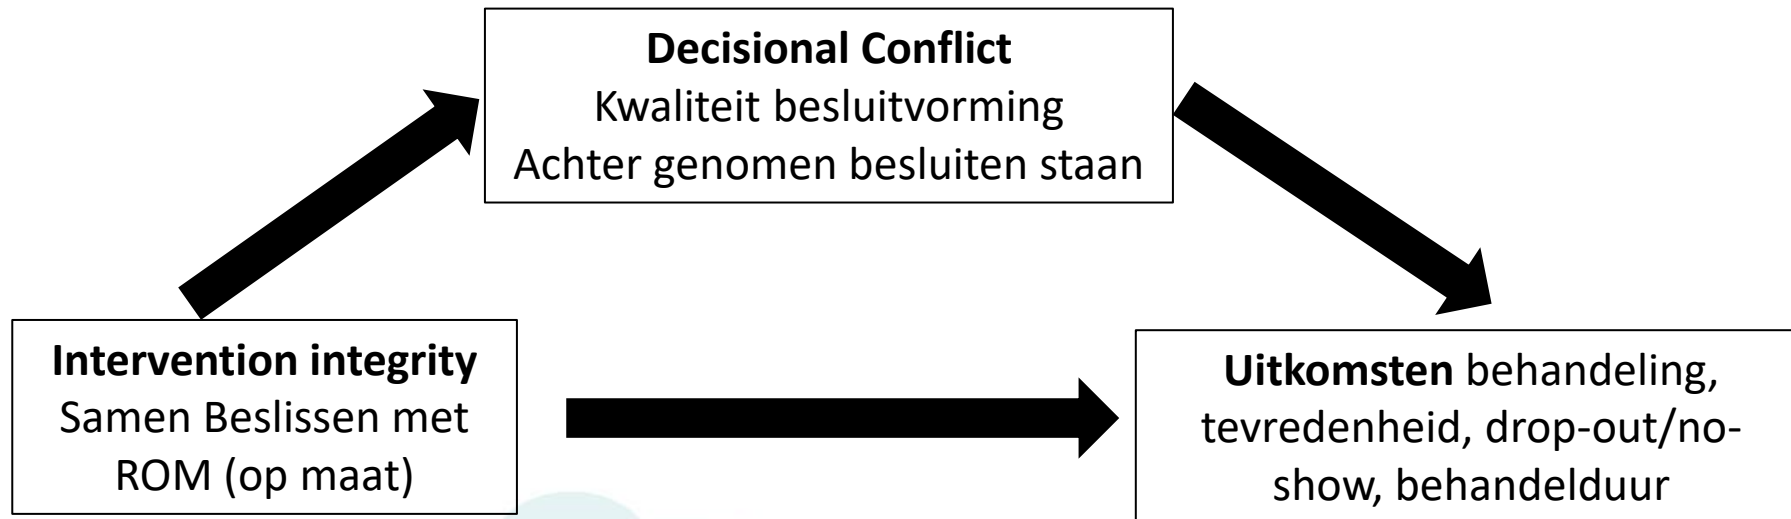 Decisional Conflict
Kwaliteit besluitvorming
Achter genomen besluiten staan
Intervention integrity
Samen Beslissen met
ROM (op maat)
Uitkomsten behandeling,
tevredenheid, drop-out/no-
show, behandelduur